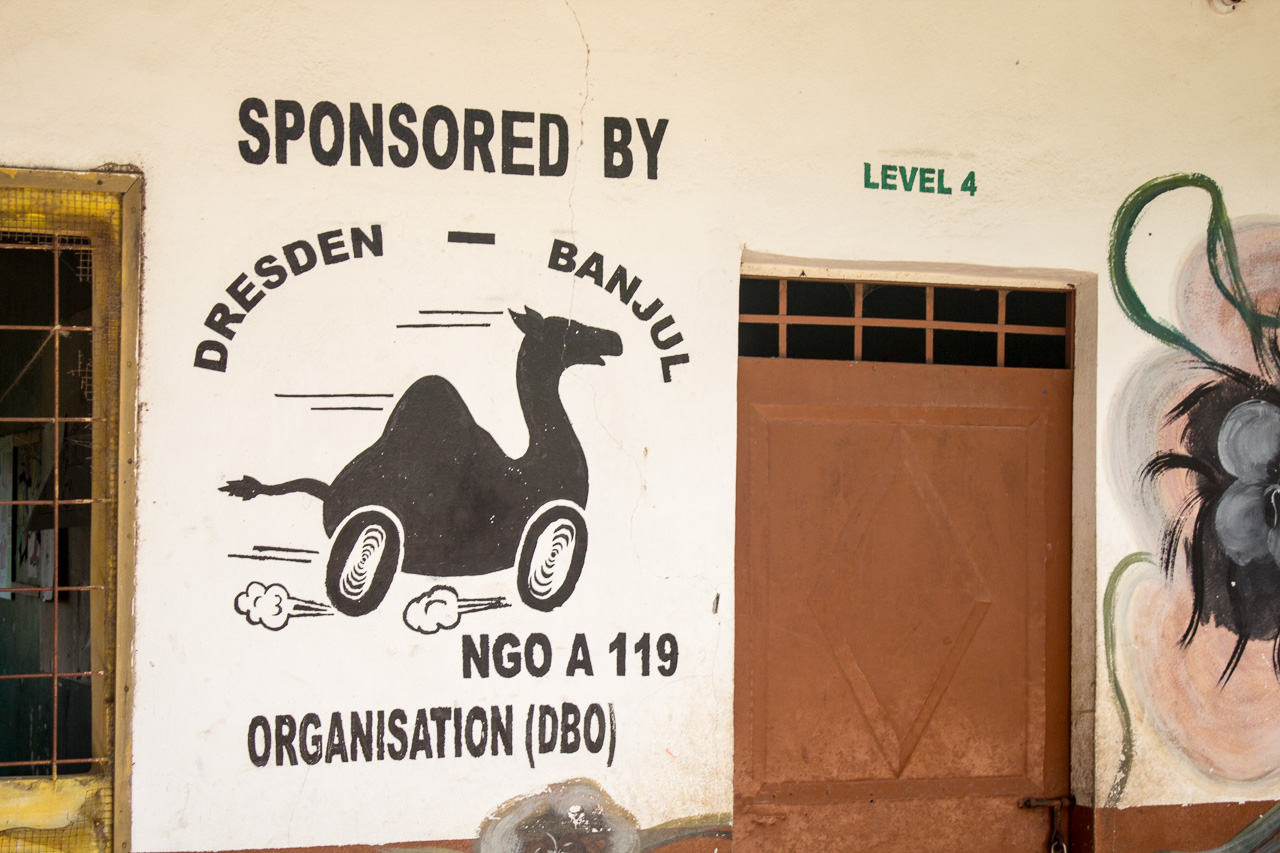 SPONSORED BY
DRESDEN - BANJUL
NGO A 119
ORGANISATION (DBO)
LEVEL 4